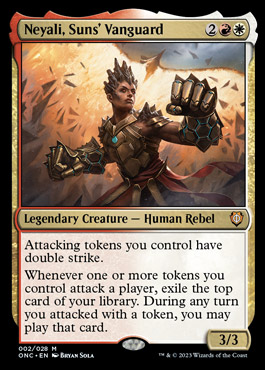 Neyali, Suns' Vanguard 2
Legendary Creature — Human Rebel
Attacking tokens you control have
double strike.
Whenever one or more tokens you
control attack a player, exile the top
card of your library. During any turn
you attacked with a token, you may
play that card.
3/3
002/028 M
ONC • EN BRYAN SOLA
™ & © 2023 Wizards of the Coast